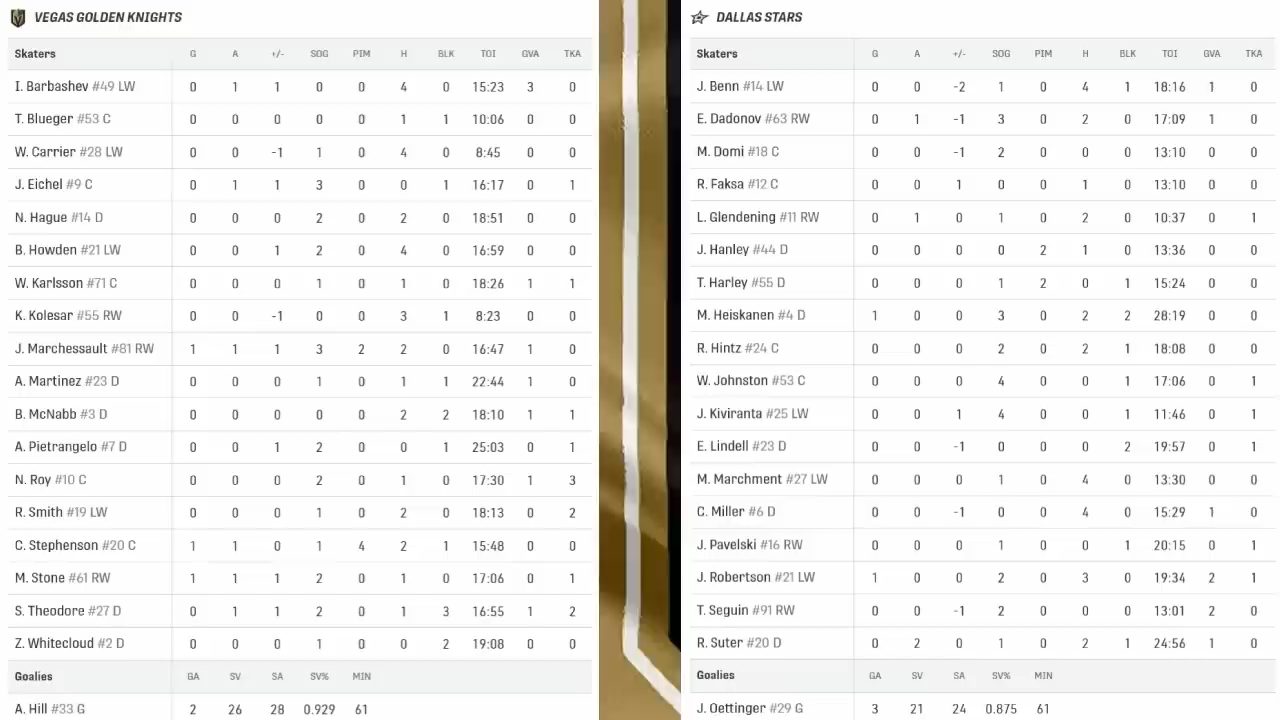 VEGAS GOLDEN KNIGHTS
Skaters G A +/- SOG PIM H BLK TOI GVA TKA
I. Barbashev #49 LW 0 1 1 0 0 4 0 15:23 3 0
T. Blueger #53 C 0 0 0 0 0 1 1 10:06 0 0
W. Carrier #28 LW 0 0 -1 1 0 4 0 8:45 0 0
J. Eichel #9 C 0 1 1 3 0 0 1 16:17 0 1
N. Hague #14 D 0 0 0 2 0 2 0 18:51 0 0
B. Howden #21 LW 0 0 1 2 0 4 0 16:59 0 0
W. Karlsson #71 C 0 0 0 1 0 1 0 18:26 1 1
K. Kolesar #55 RW 0 0 -1 0 0 3 1 8:23 0 0
J. Marchessault #81 RW 1 1 1 3 2 2 0 16:47 1 0
A. Martinez #23 D 0 0 0 1 0 1 1 22:44 1 0
B. McNabb #3 D 0 0 0 0 0 2 2 18:10 1 1
A. Pietrangelo #7 D 0 0 1 2 0 0 1 25:03 0 1
N. Roy #10 C 0 0 0 2 0 1 0 17:30 1 3
R. Smith #19 LW 0 0 0 1 0 2 0 18:13 0 2
C. Stephenson #20 C 1 1 0 1 4 2 1 15:48 0 0
M. Stone #61 RW 1 1 1 2 0 1 0 17:06 0 1
S. Theodore #27 D 0 1 1 2 0 1 3 16:55 1 2
Z. Whitecloud #2 D 0 0 0 1 0 0 2 19:08 0 0
Goalies GA SV SA SV% MIN
A. Hill #33 G 2 26 28 0.929 61
DALLAS STARS
Skaters G A +/- SOG PIM H BLK TOI GVA TKA
J. Benn #14 LW 0 0 -2 1 0 4 1 18:16 1 0
E. Dadonov #63 RW 0 1 -1 3 0 2 0 17:09 1 0
M. Domi #18 C 0 0 -1 2 0 0 0 13:10 0 0
R. Faksa #12 C 0 0 1 0 0 1 0 13:10 0 0
L. Glendening #11 RW 0 1 0 1 0 2 0 10:37 0 1
J. Hanley #44 D 0 0 0 0 2 1 0 13:36 0 0
T. Harley #55 D 0 0 0 1 2 0 1 15:24 0 0
M. Heiskanen #4 D 1 0 0 3 0 2 2 28:19 0 0
R. Hintz #24 C 0 0 0 2 0 2 1 18:08 0 0
W. Johnston #53 C 0 0 0 4 0 0 1 17:06 0 1
J. Kiviranta #25 LW 0 0 1 4 0 0 1 11:46 0 1
E. Lindell #23 D 0 0 -1 0 0 0 2 19:57 0 1
M. Marchment #27 LW 0 0 0 1 0 4 0 13:30 0 0
C. Miller #6 D 0 0 -1 0 0 4 0 15:29 1 0
J. Pavelski #16 RW 0 0 0 1 0 0 1 20:15 0 1
J. Robertson #21 LW 1 0 0 2 0 3 0 19:34 2 1
T. Seguin #91 RW 0 0 -1 2 0 0 0 13:01 2 0
R. Suter #20 D 0 2 0 1 0 2 1 24:56 1 0
Goalies GA SV SA SV% MIN
J. Oettinger #29 G 3 21 24 0.875 61